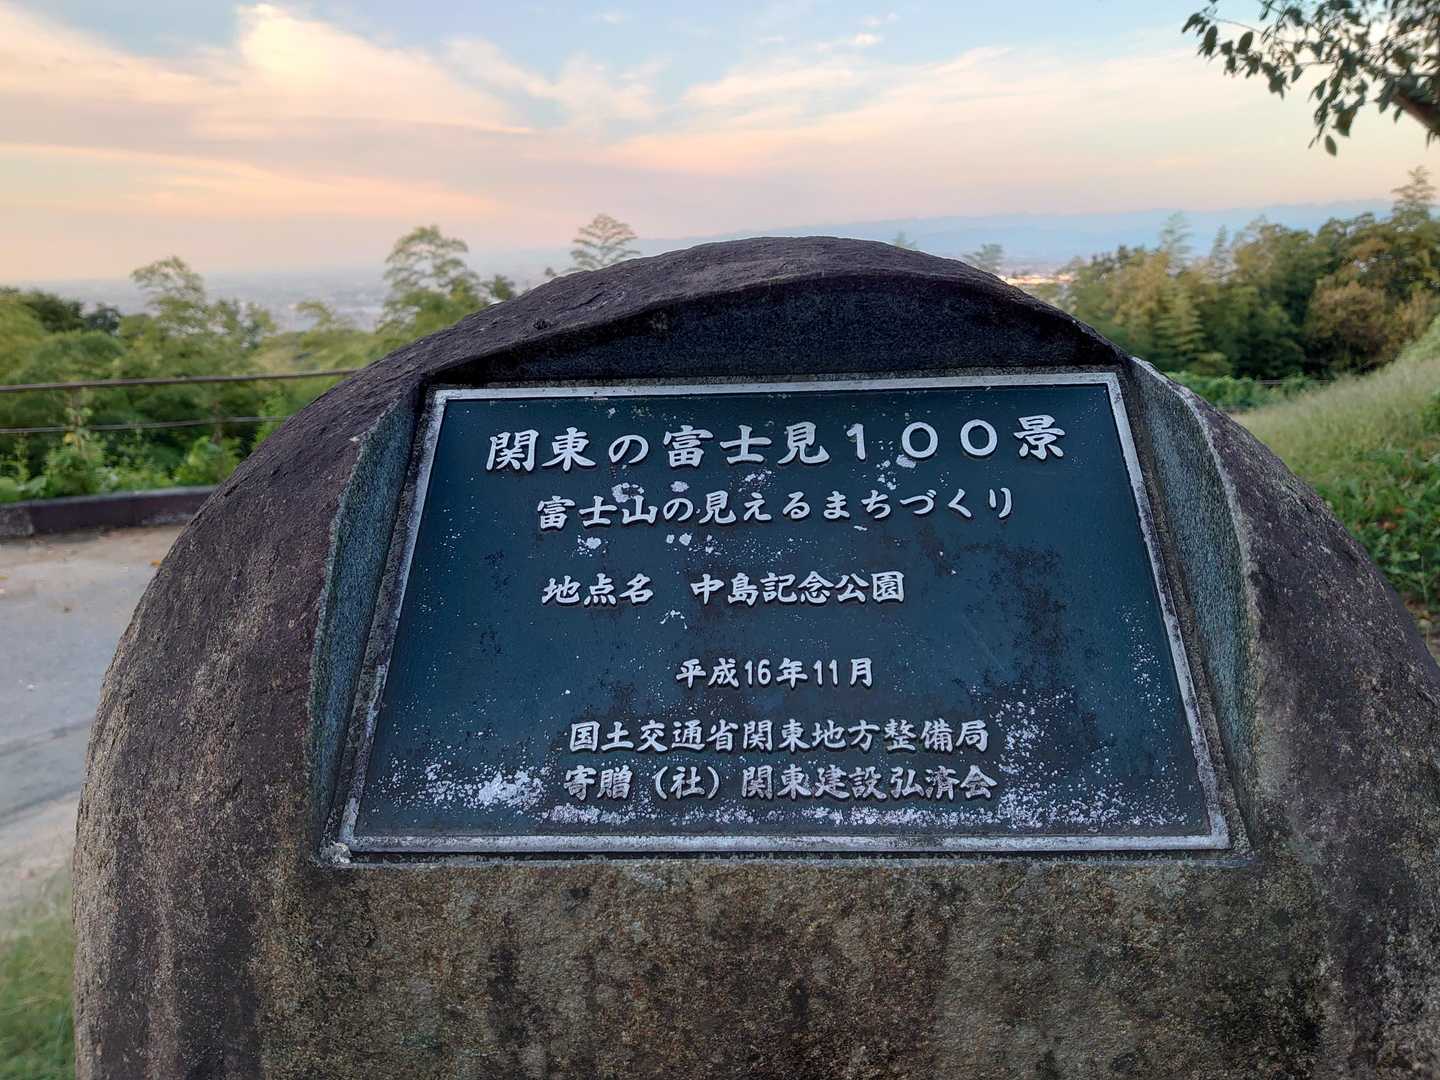 関東の富士見１００景
富士山の見えるまちづくり
地点名　中島記念公園
平成16年11月
国土交通省関東地方整備局
寄贈（社）関東建設弘済会